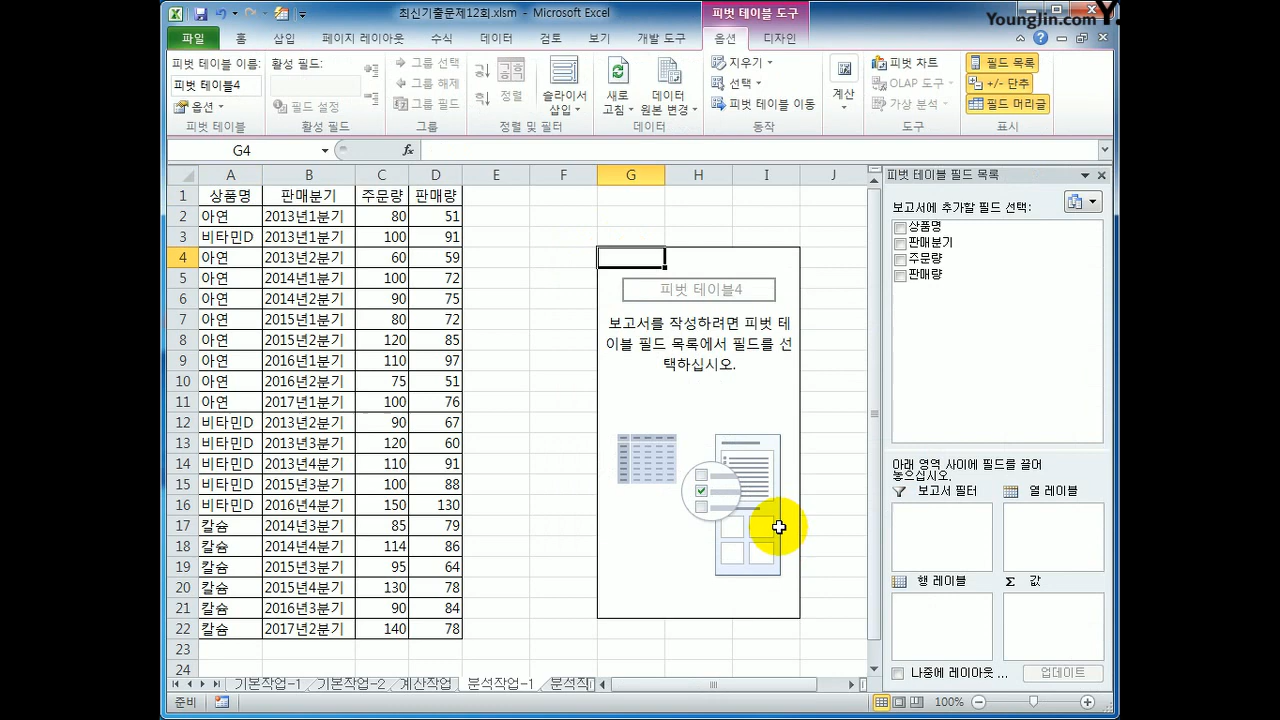 최신기출문제12회.xlsm - Microsoft Excel
피벗 테이블 도구
YoungJin.com Y.
파일 홈 삽입 페이지 레이아웃 수식 데이터 검토 보기 개발 도구 옵션 디자인
피벗 테이블 이름:
피벗 테이블4
옵션
피벗 테이블
활성 필드:
필드 설정
활성 필드
그룹 선택
그룹 해제
그룹 필드
그룹
정렬
슬라이서
삽입
정렬 및 필터
새로
고침
데이터
원본 변경
데이터
지우기
선택
피벗 테이블 이동
동작
계산
피벗 차트
OLAP 도구
가상 분석
도구
필드 목록
+/- 단추
필드 머리글
표시
G4 fx
A B C D E F G H I J
1 상품명 판매분기 주문량 판매량
2 아연 2013년1분기 80 51
3 비타민D 2013년1분기 100 91
4 아연 2013년2분기 60 59
5 아연 2014년1분기 100 72
6 아연 2014년2분기 90 75
7 아연 2015년1분기 80 72
8 아연 2015년2분기 120 85
9 아연 2016년1분기 110 97
10 아연 2016년2분기 75 51
11 아연 2017년1분기 100 76
12 비타민D 2013년2분기 90 67
13 비타민D 2013년3분기 120 60
14 비타민D 2013년4분기 110 91
15 비타민D 2015년3분기 100 88
16 비타민D 2016년4분기 150 130
17 칼슘 2014년3분기 85 79
18 칼슘 2014년4분기 114 86
19 칼슘 2015년3분기 95 64
20 칼슘 2015년4분기 130 78
21 칼슘 2016년3분기 90 84
22 칼슘 2017년2분기 140 78
23
24
피벗 테이블4
보고서를 작성하려면 피벗 테
이블 필드 목록에서 필드를 선
택하십시오.
피벗 테이블 필드 목록
보고서에 추가할 필드 선택:
상품명
판매분기
주문량
판매량
아래 영역 사이에 필드를 끌어
놓으십시오.
보고서 필터 열 레이블
행 레이블 Σ 값
나중에 레이아웃 ... 업데이트
기본작업-1 기본작업-2 계산작업 분석작업-1 분석작
준비 100%